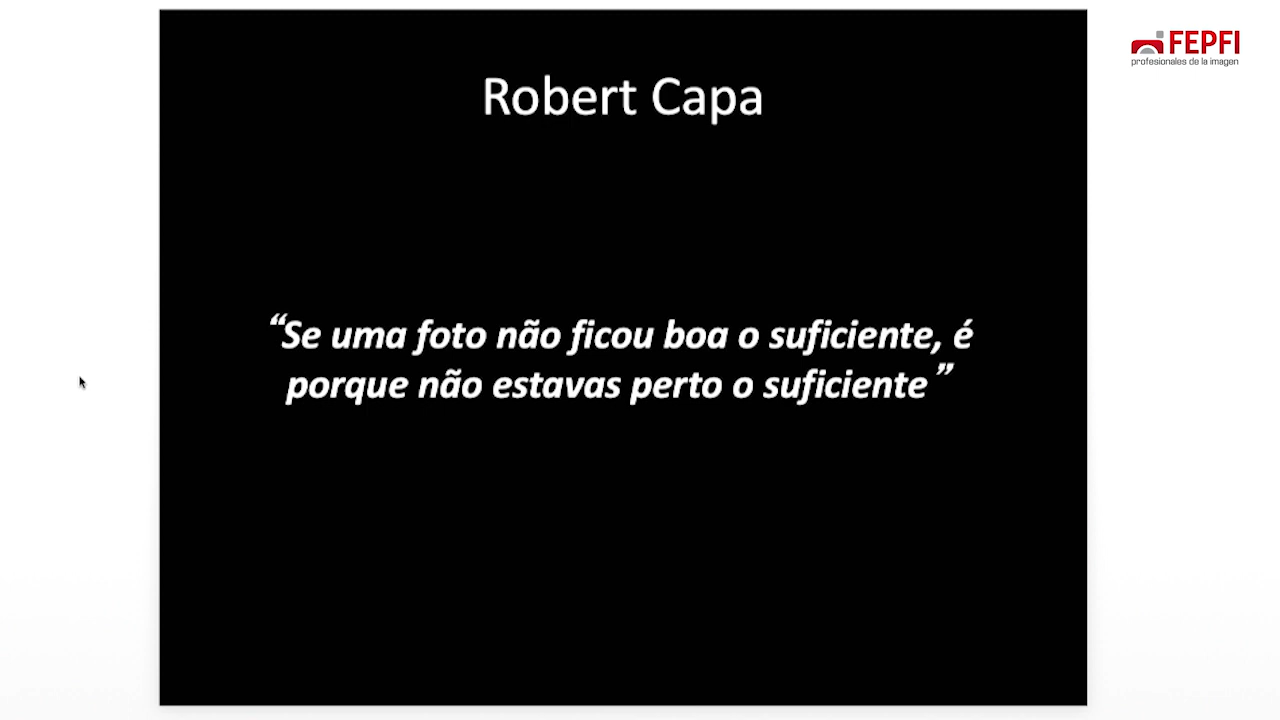 FEPFI
profesionales de la imagen
Robert Capa
“Se uma foto não ficou boa o suficiente, é
porque não estavas perto o suficiente”